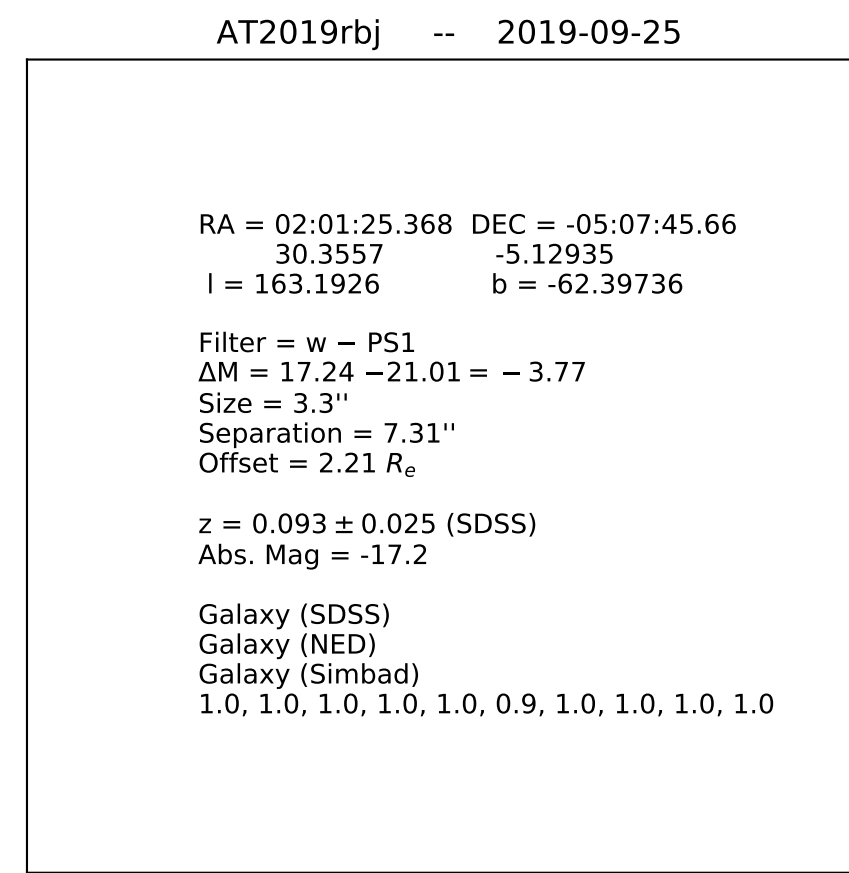 AT2019rbj -- 2019-09-25
RA = 02:01:25.368 DEC = -05:07:45.66
30.3557 -5.12935
l = 163.1926 b = -62.39736
Filter = w − PS1
ΔM = 17.24 −21.01 = − 3.77
Size = 3.3''
Separation = 7.31''
Offset = 2.21 Rₑ
z = 0.093 ± 0.025 (SDSS)
Abs. Mag = -17.2
Galaxy (SDSS)
Galaxy (NED)
Galaxy (Simbad)
1.0, 1.0, 1.0, 1.0, 1.0, 0.9, 1.0, 1.0, 1.0, 1.0